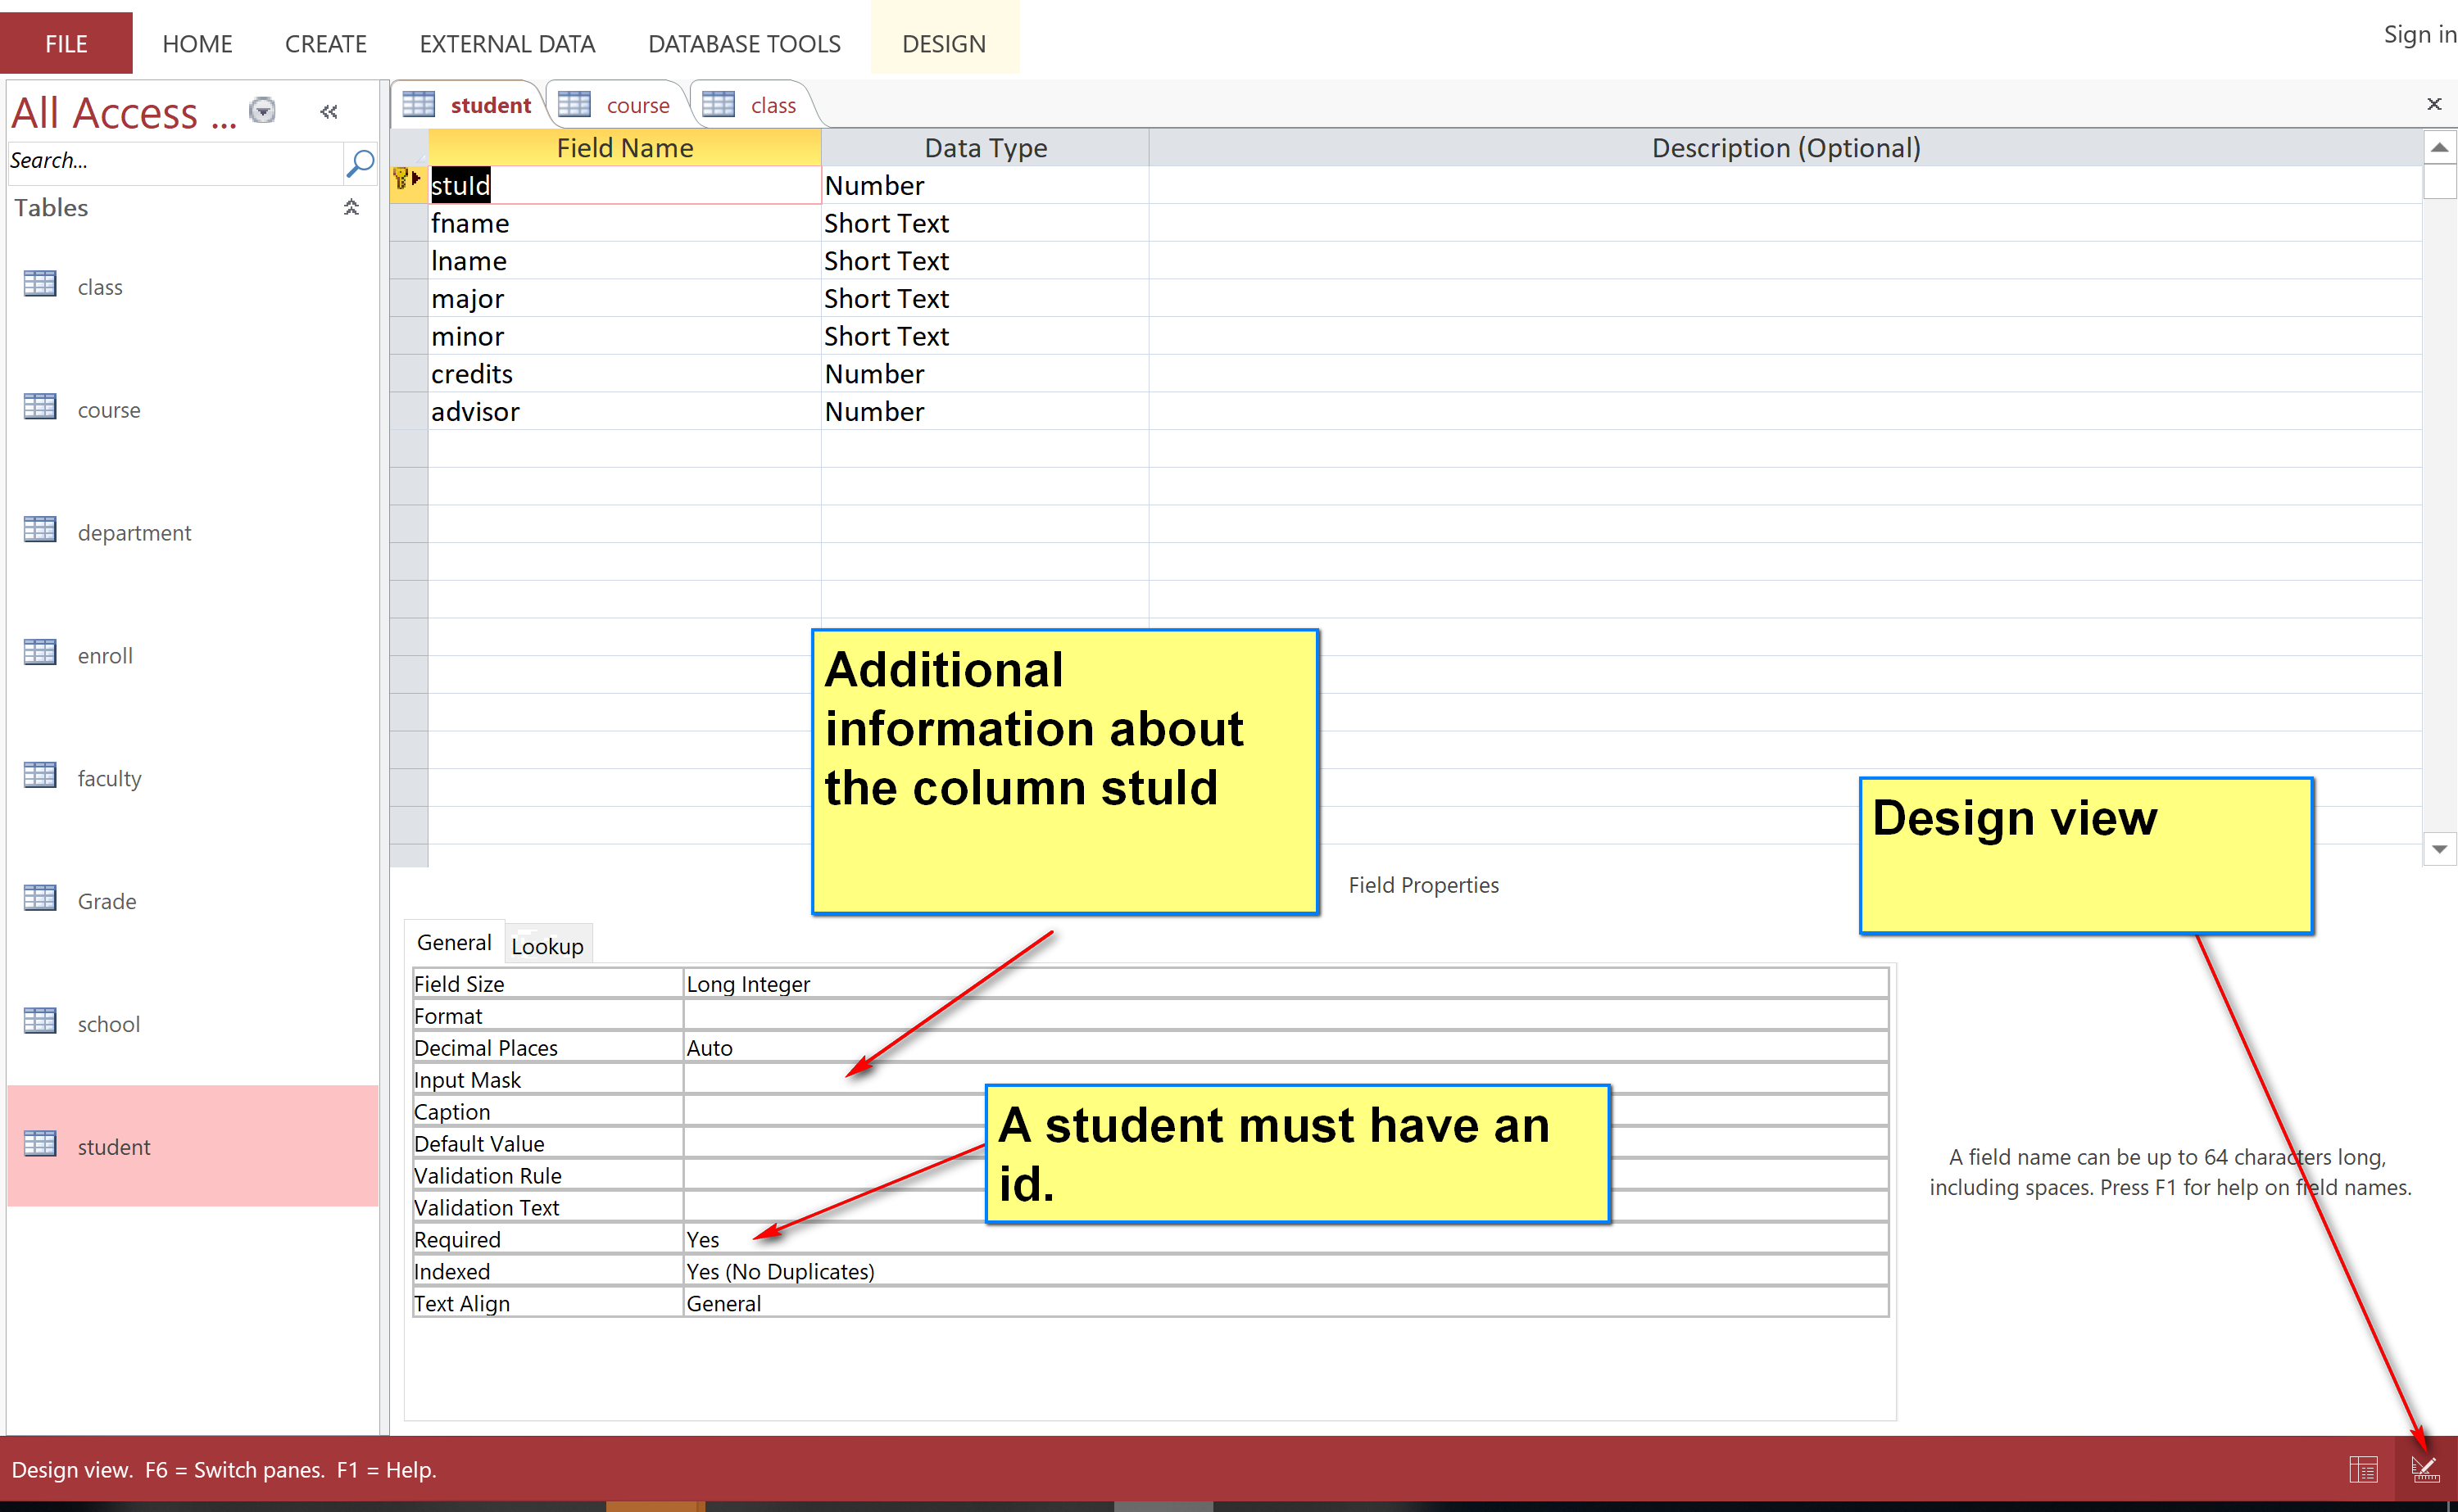 FILE HOME CREATE EXTERNAL DATA DATABASE TOOLS DESIGN Sign in
All Access ...
Search...
Tables
class
course
department
enroll
faculty
Grade
school
student
student course class
Field Name Data Type Description (Optional)
stuId Number
fname Short Text
lname Short Text
major Short Text
minor Short Text
credits Number
advisor Number
Additional
information about
the column stuId
Design view
Field Properties
General Lookup
Field Size Long Integer
Format
Decimal Places Auto
Input Mask
Caption
Default Value
Validation Rule
Validation Text
Required Yes
Indexed Yes (No Duplicates)
Text Align General
A student must have an
id.
A field name can be up to 64 characters long,
including spaces. Press F1 for help on field names.
Design view. F6 = Switch panes. F1 = Help.